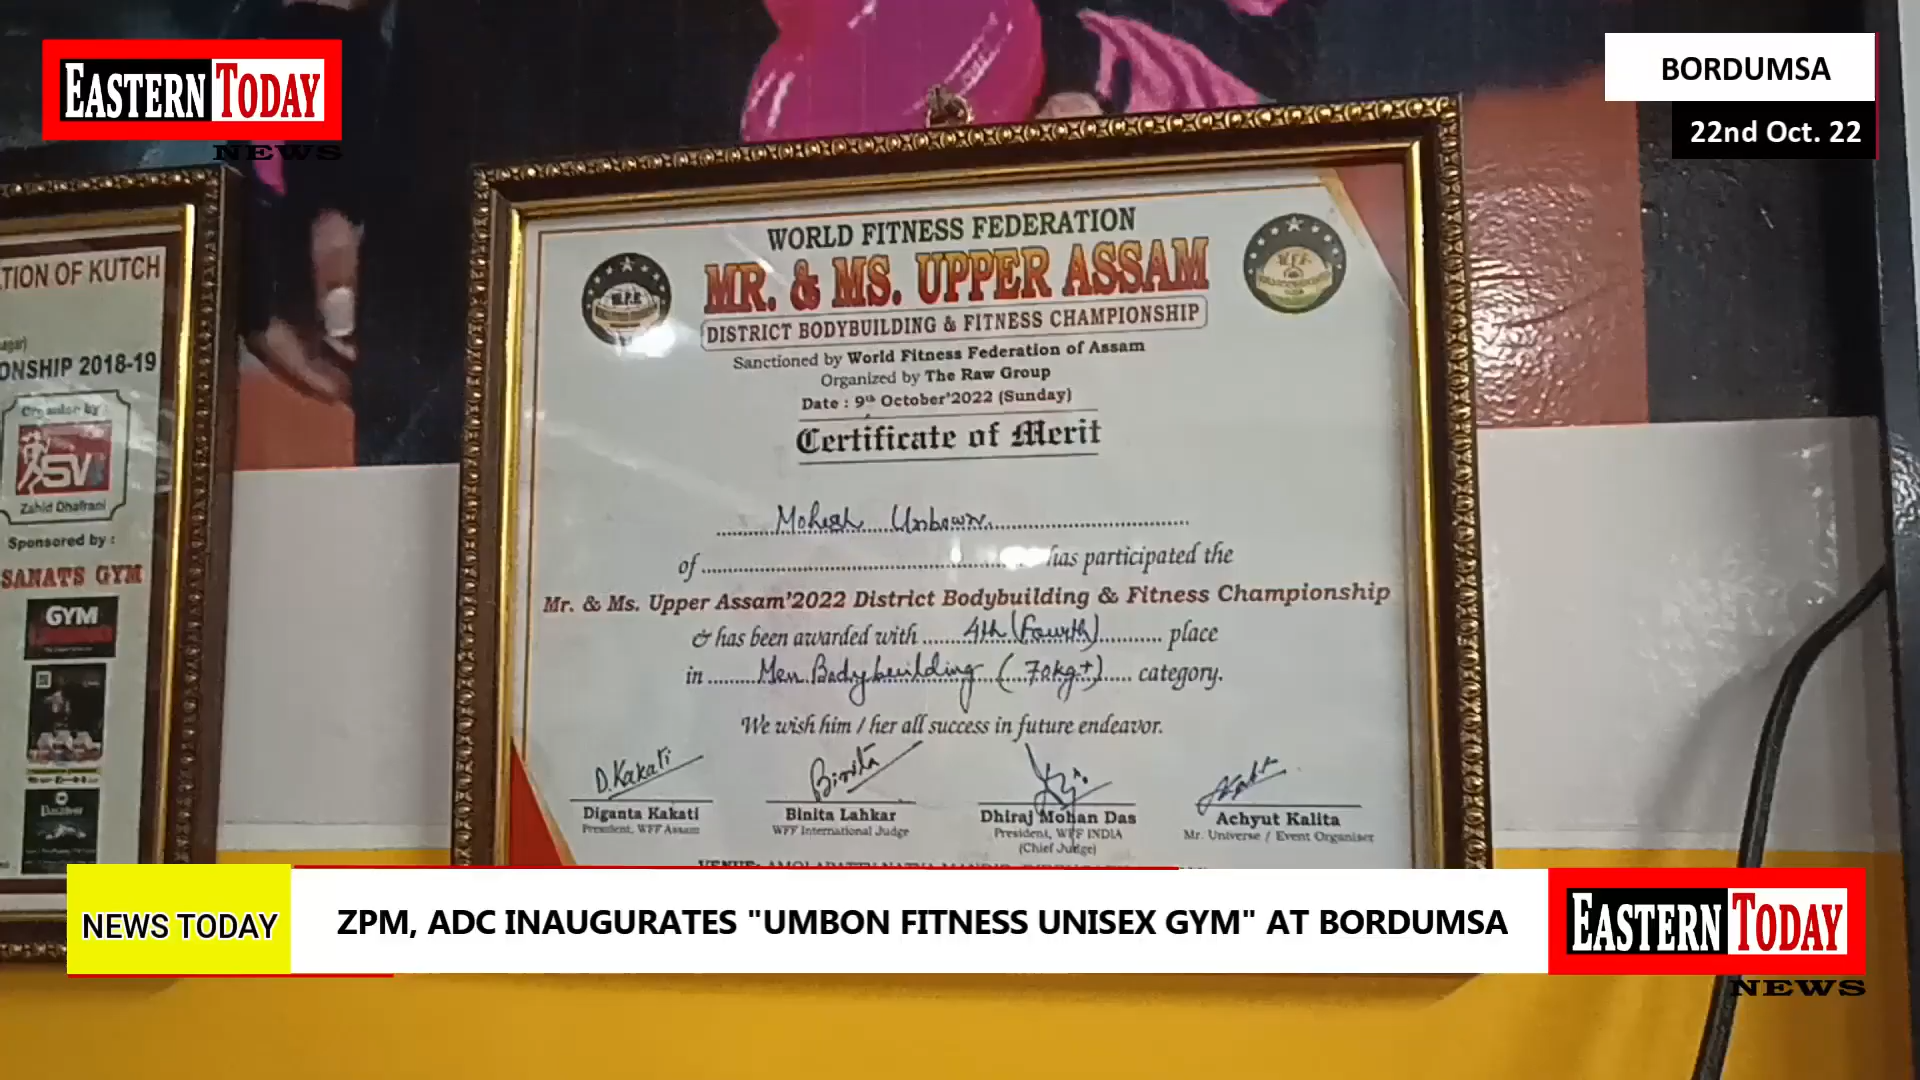 EASTERN TODAY
NEWS
BORDUMSA
22nd Oct. 22
TION OF KUTCH
ONSHIP 2018-19
Zahid Dhafrani
Sponsored by :
SANATS GYM
GYM
WORLD FITNESS FEDERATION
MR. & MS. UPPER ASSAM
DISTRICT BODYBUILDING & FITNESS CHAMPIONSHIP
Sanctioned by World Fitness Federation of Assam
Organized by The Raw Group
Date : 9th October'2022 (Sunday)
Certificate of Merit
Mohesh Umbown
of ........ has participated the
Mr. & Ms. Upper Assam'2022 District Bodybuilding & Fitness Championship
& has been awarded with ...... 4th (Fourth) ...... place
in ...... Men Bodybuilding (70kg+) ...... category.
We wish him / her all success in future endeavor.
D. Kakati
Binita
Diganta Kakati
President, WFF Assam
Binita Lahkar
WFF International Judge
Dhiraj Mohan Das
President, WFF INDIA
(Chief Judge)
Achyut Kalita
Mr. Universe / Event Organiser
NEWS TODAY
ZPM, ADC INAUGURATES "UMBON FITNESS UNISEX GYM" AT BORDUMSA
EASTERN TODAY
NEWS